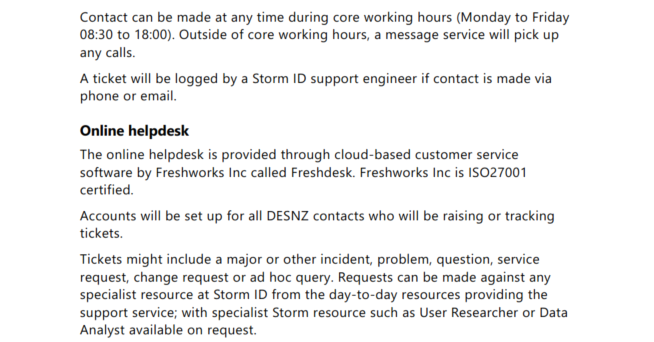 Contact can be made at any time during core working hours (Monday to Friday
08:30 to 18:00). Outside of core working hours, a message service will pick up
any calls.
A ticket will be logged by a Storm ID support engineer if contact is made via
phone or email.
Online helpdesk
The online helpdesk is provided through cloud-based customer service
software by Freshworks Inc called Freshdesk. Freshworks Inc is ISO27001
certified.
Accounts will be set up for all DESNZ contacts who will be raising or tracking
tickets.
Tickets might include a major or other incident, problem, question, service
request, change request or ad hoc query. Requests can be made against any
specialist resource at Storm ID from the day-to-day resources providing the
support service; with specialist Storm resource such as User Researcher or Data
Analyst available on request.